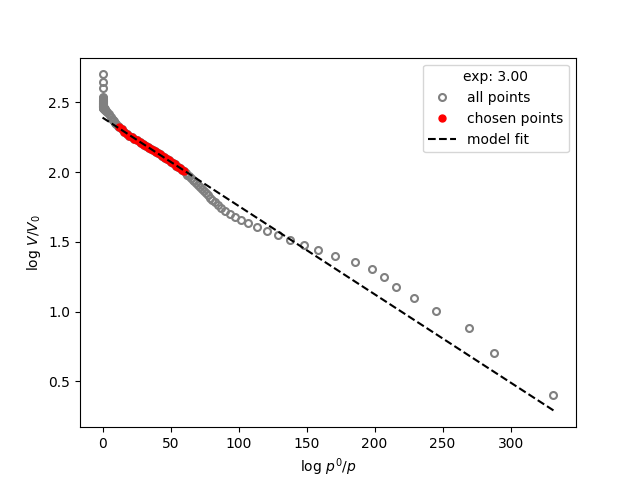 exp: 3.00
all points
chosen points
model fit
log V/V₀
2.5
2.0
1.5
1.0
0.5
0 50 100 150 200 250 300
log p⁰/p